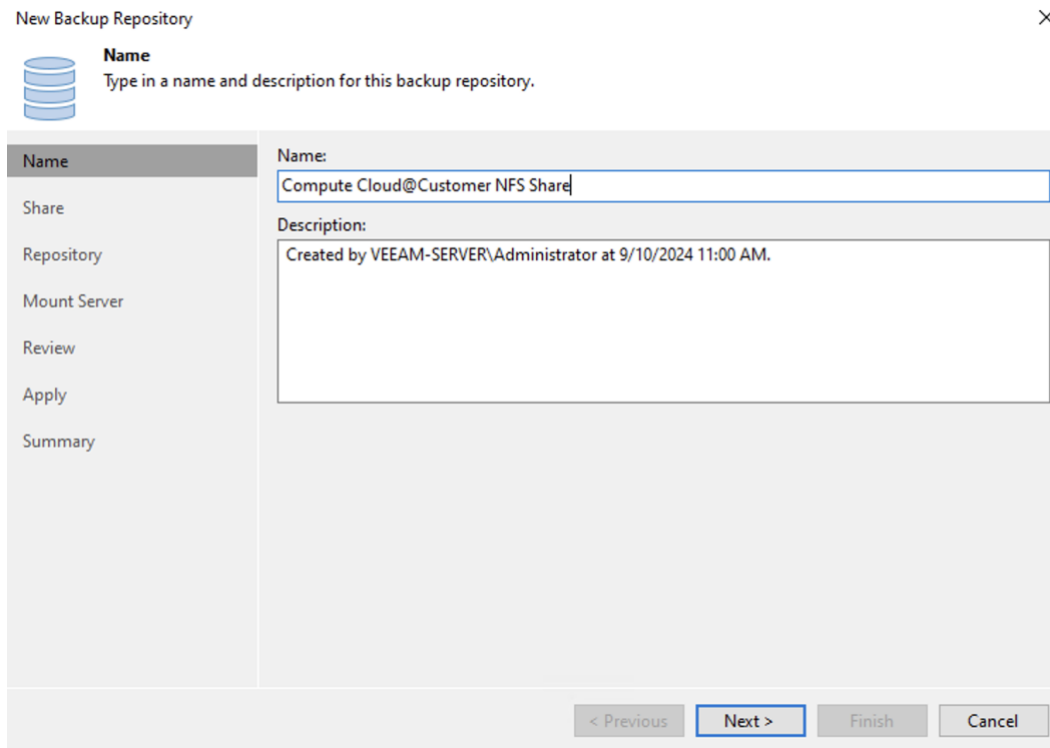 New Backup Repository
Name
Type in a name and description for this backup repository.
Name
Share
Repository
Mount Server
Review
Apply
Summary
Name:
Compute Cloud@Customer NFS Share
Description:
Created by VEEAM-SERVER\Administrator at 9/10/2024 11:00 AM.
< Previous
Next >
Finish
Cancel